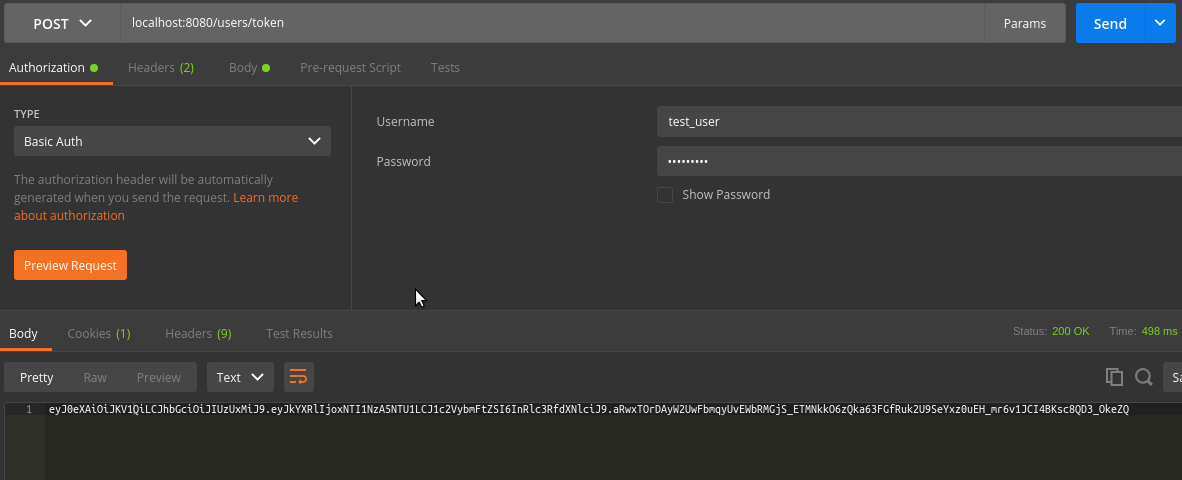 POST localhost:8080/users/token Params Send
Authorization Headers (2) Body Pre-request Script Tests
TYPE
Basic Auth
The authorization header will be automatically
generated when you send the request. Learn more
about authorization
Preview Request
Username test_user
Password •••••••••
Show Password
Body Cookies (1) Headers (9) Test Results Status: 200 OK Time: 498 ms
Pretty Raw Preview Text Sa
1 eyJ0eXAiOiJKV1QiLCJhbGciOiJIUzUxMiJ9.eyJkYXRlIjoxNTI1NzA5NTU1LCJ1c2VybmFtZSI6InRlc3RfdXNlciJ9.aRwxTOrDAyW2UwFbmqyUvEWbRMGjS_ETMNkkO6zQka63FGfRuk2U9SeYxz0uEH_mr6v1JCI4BKsc8QD3_OkeZQ